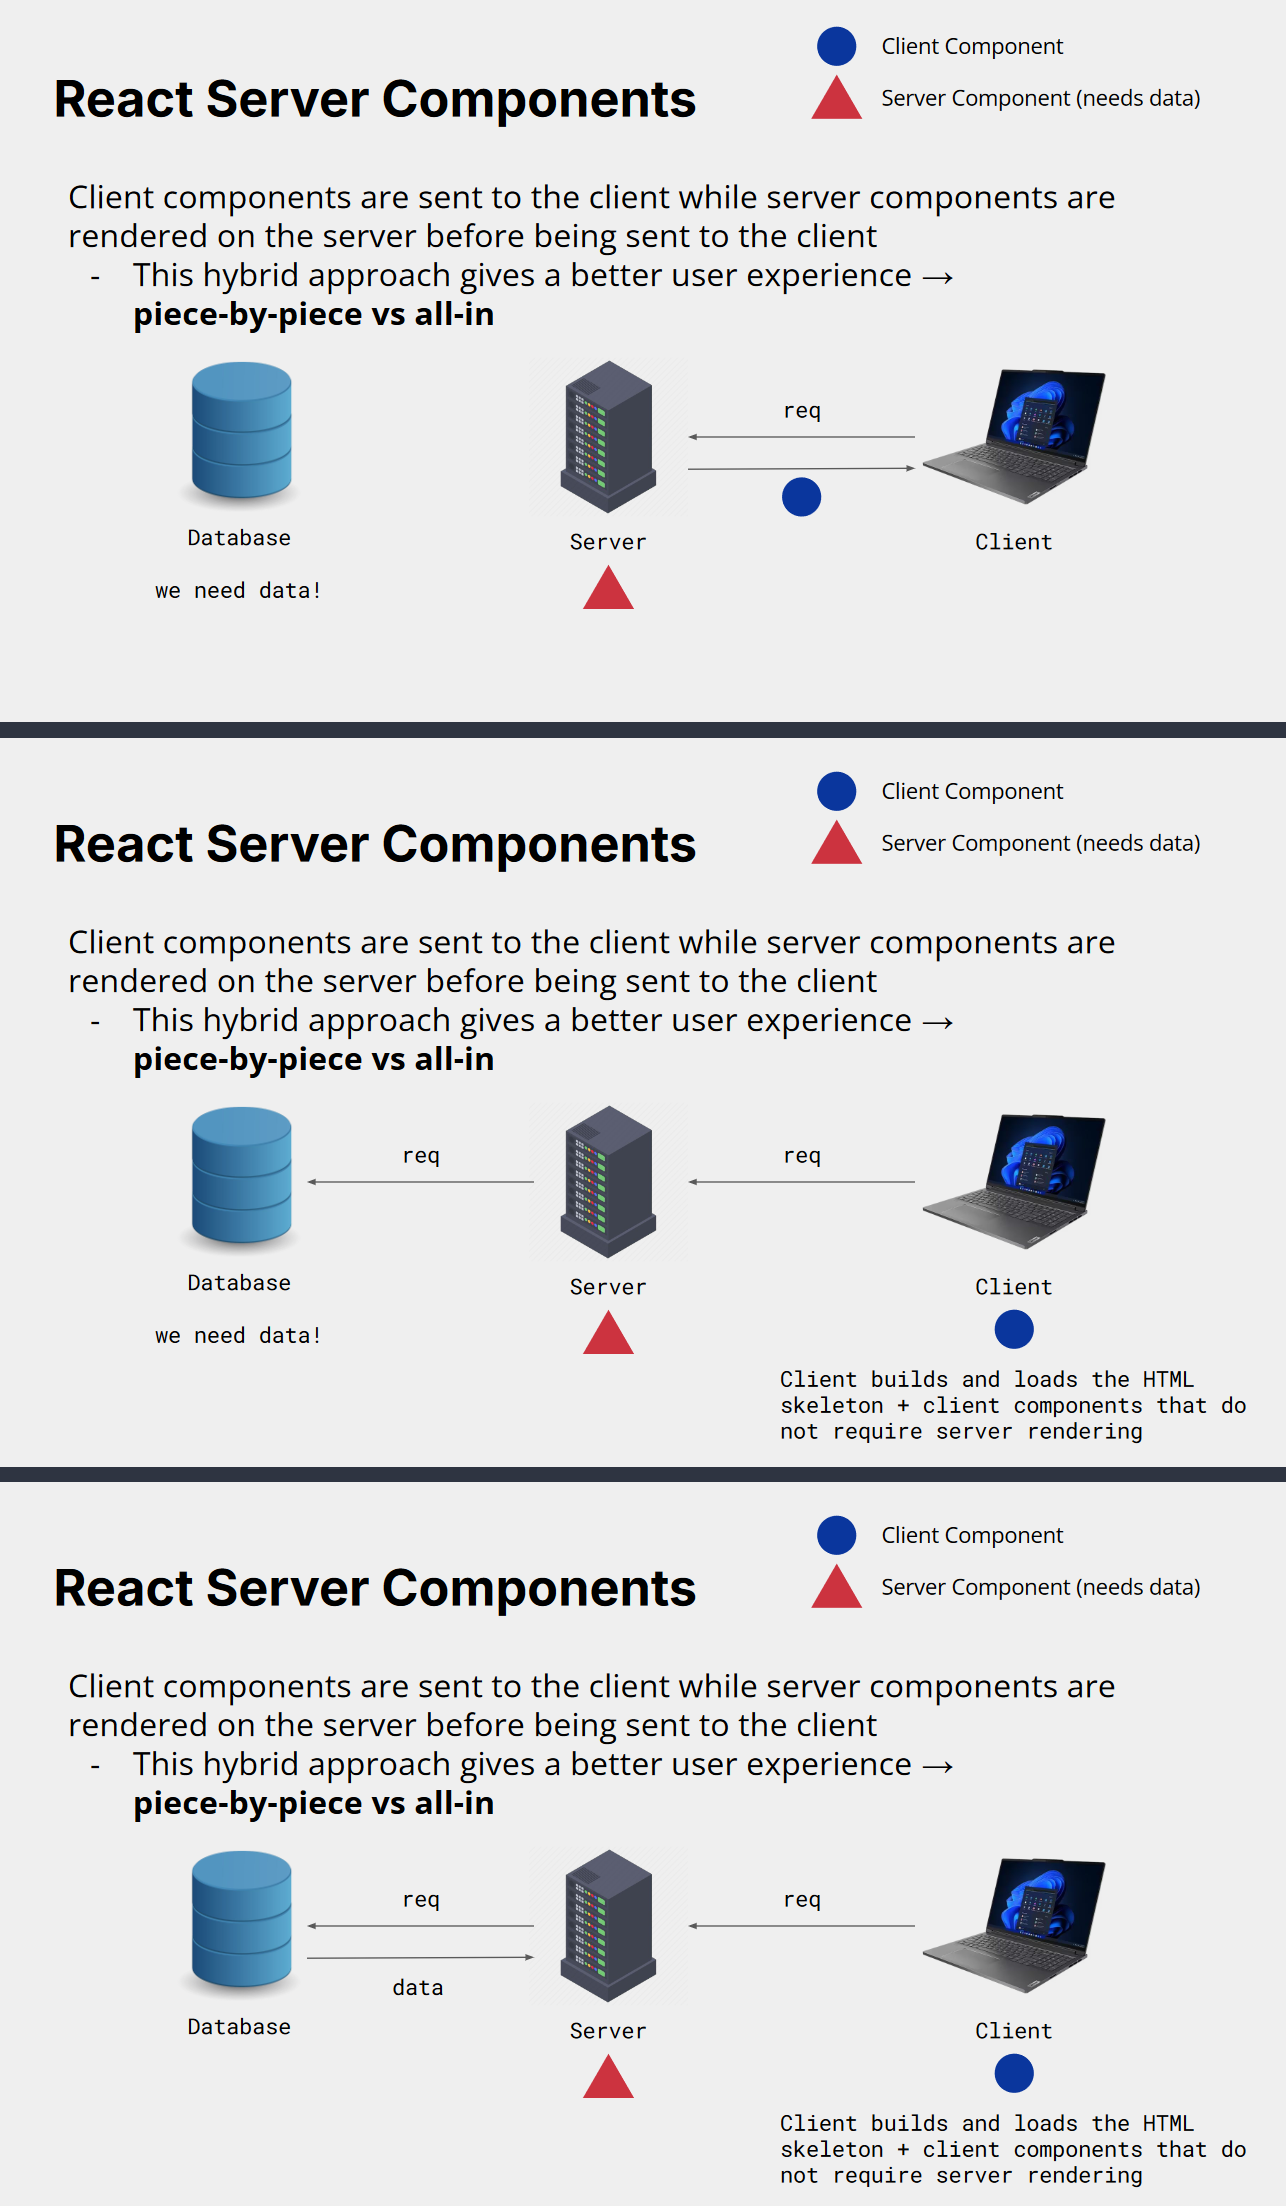 Client Component
React Server Components
Server Component (needs data)
Client components are sent to the client while server components are
rendered on the server before being sent to the client
- This hybrid approach gives a better user experience →
piece-by-piece vs all-in
req
Database
Server
Client
we need data!
Client Component
React Server Components
Server Component (needs data)
Client components are sent to the client while server components are
rendered on the server before being sent to the client
- This hybrid approach gives a better user experience →
piece-by-piece vs all-in
req
req
Database
Server
Client
we need data!
Client builds and loads the HTML
skeleton + client components that do
not require server rendering
Client Component
React Server Components
Server Component (needs data)
Client components are sent to the client while server components are
rendered on the server before being sent to the client
- This hybrid approach gives a better user experience →
piece-by-piece vs all-in
req
req
data
Database
Server
Client
Client builds and loads the HTML
skeleton + client components that do
not require server rendering